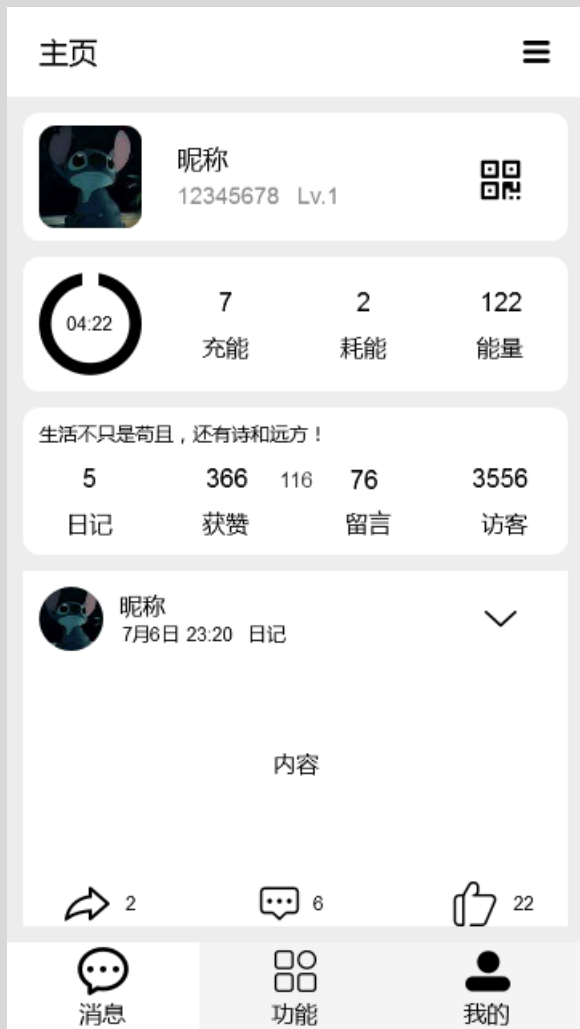 主页
昵称
12345678 Lv.1
04:22
7 2 122
充能 耗能 能量
生活不只是苟且，还有诗和远方！
5 366 116 76 3556
日记 获赞 留言 访客
昵称
7月6日 23:20 日记
内容
2 6 22
消息 功能 我的